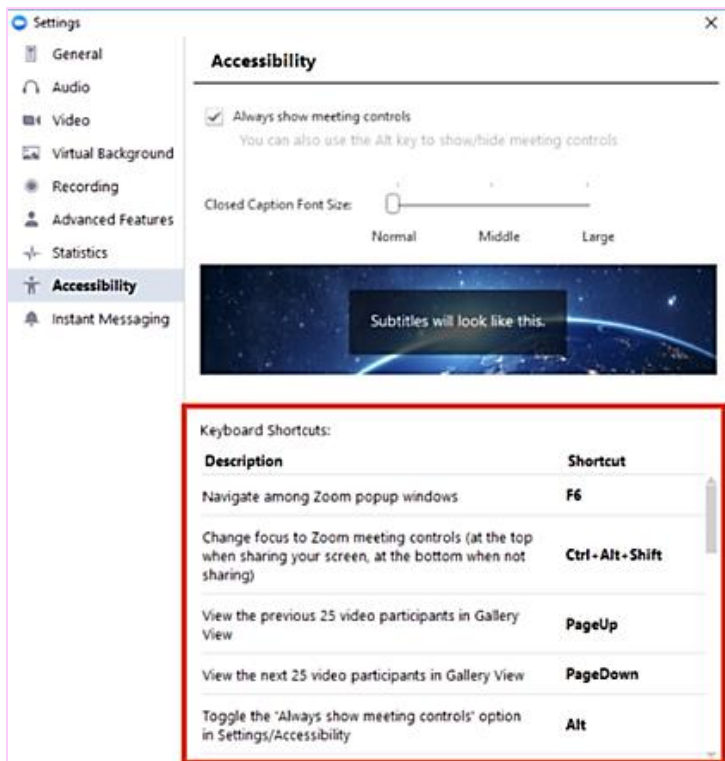 Settings
General
Audio
Video
Virtual Background
Recording
Advanced Features
Statistics
Accessibility
Instant Messaging
Accessibility
Always show meeting controls
You can also use the Alt key to show/hide meeting controls
Closed Caption Font Size:
Normal Middle Large
Subtitles will look like this.
Keyboard Shortcuts:
Description Shortcut
Navigate among Zoom popup windows F6
Change focus to Zoom meeting controls (at the top
when sharing your screen, at the bottom when not Ctrl+Alt+Shift
sharing)
View the previous 25 video participants in Gallery PageUp
View
View the next 25 video participants in Gallery View PageDown
Toggle the 'Always show meeting controls' option Alt
in Settings/Accessibility